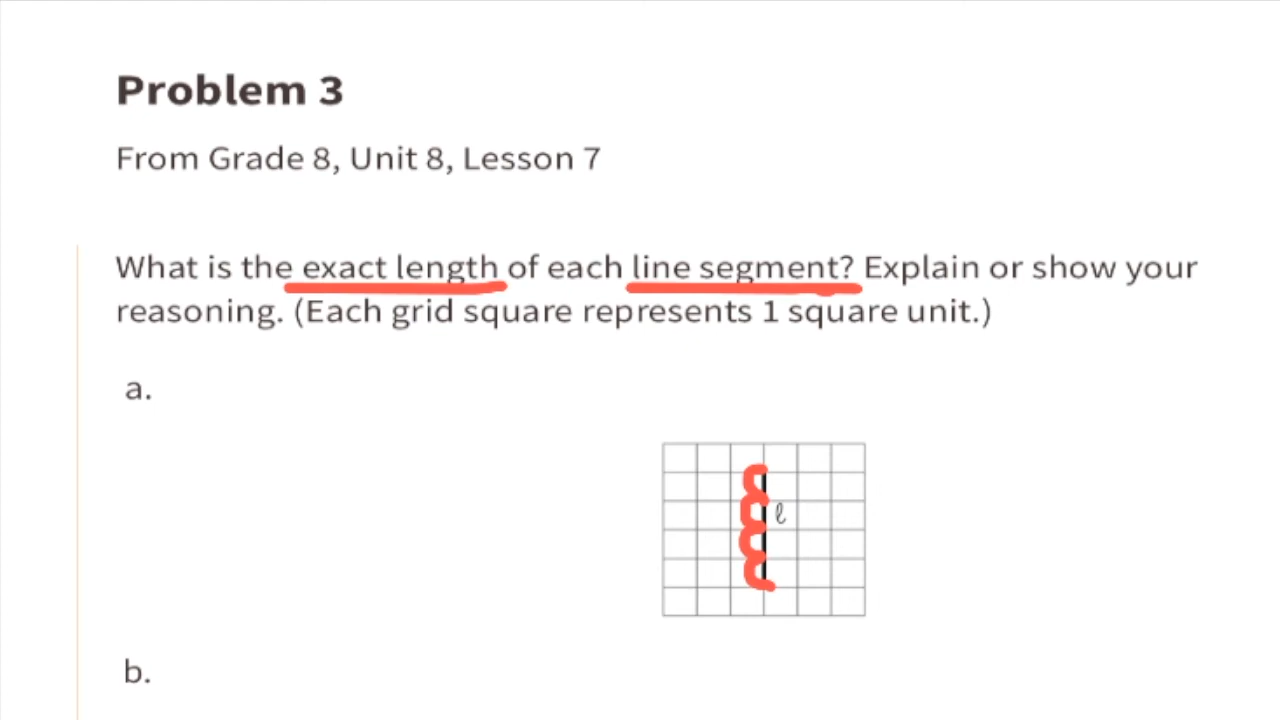 Problem 3
From Grade 8, Unit 8, Lesson 7
What is the exact length of each line segment? Explain or show your
reasoning. (Each grid square represents 1 square unit.)
a.
ℓ
b.